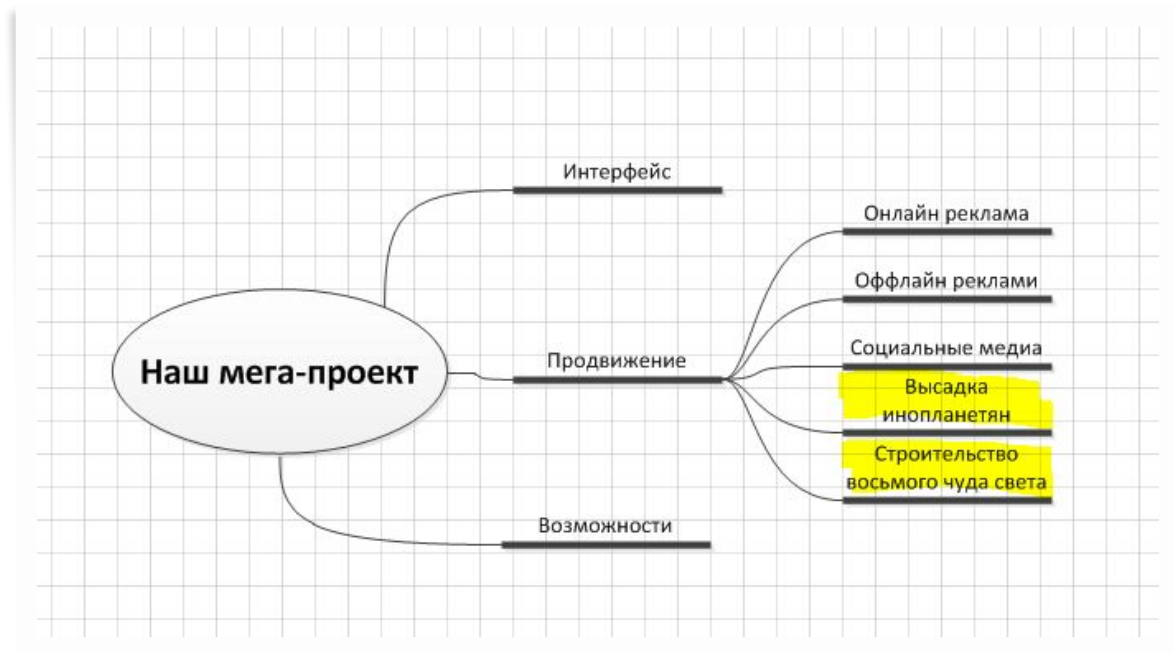 Интерфейс
Онлайн реклама
Оффлайн реклами
Социальные медиа
Наш мега-проект
Продвижение
Высадка
инопланетян
Строительство
восьмого чуда света
Возможности